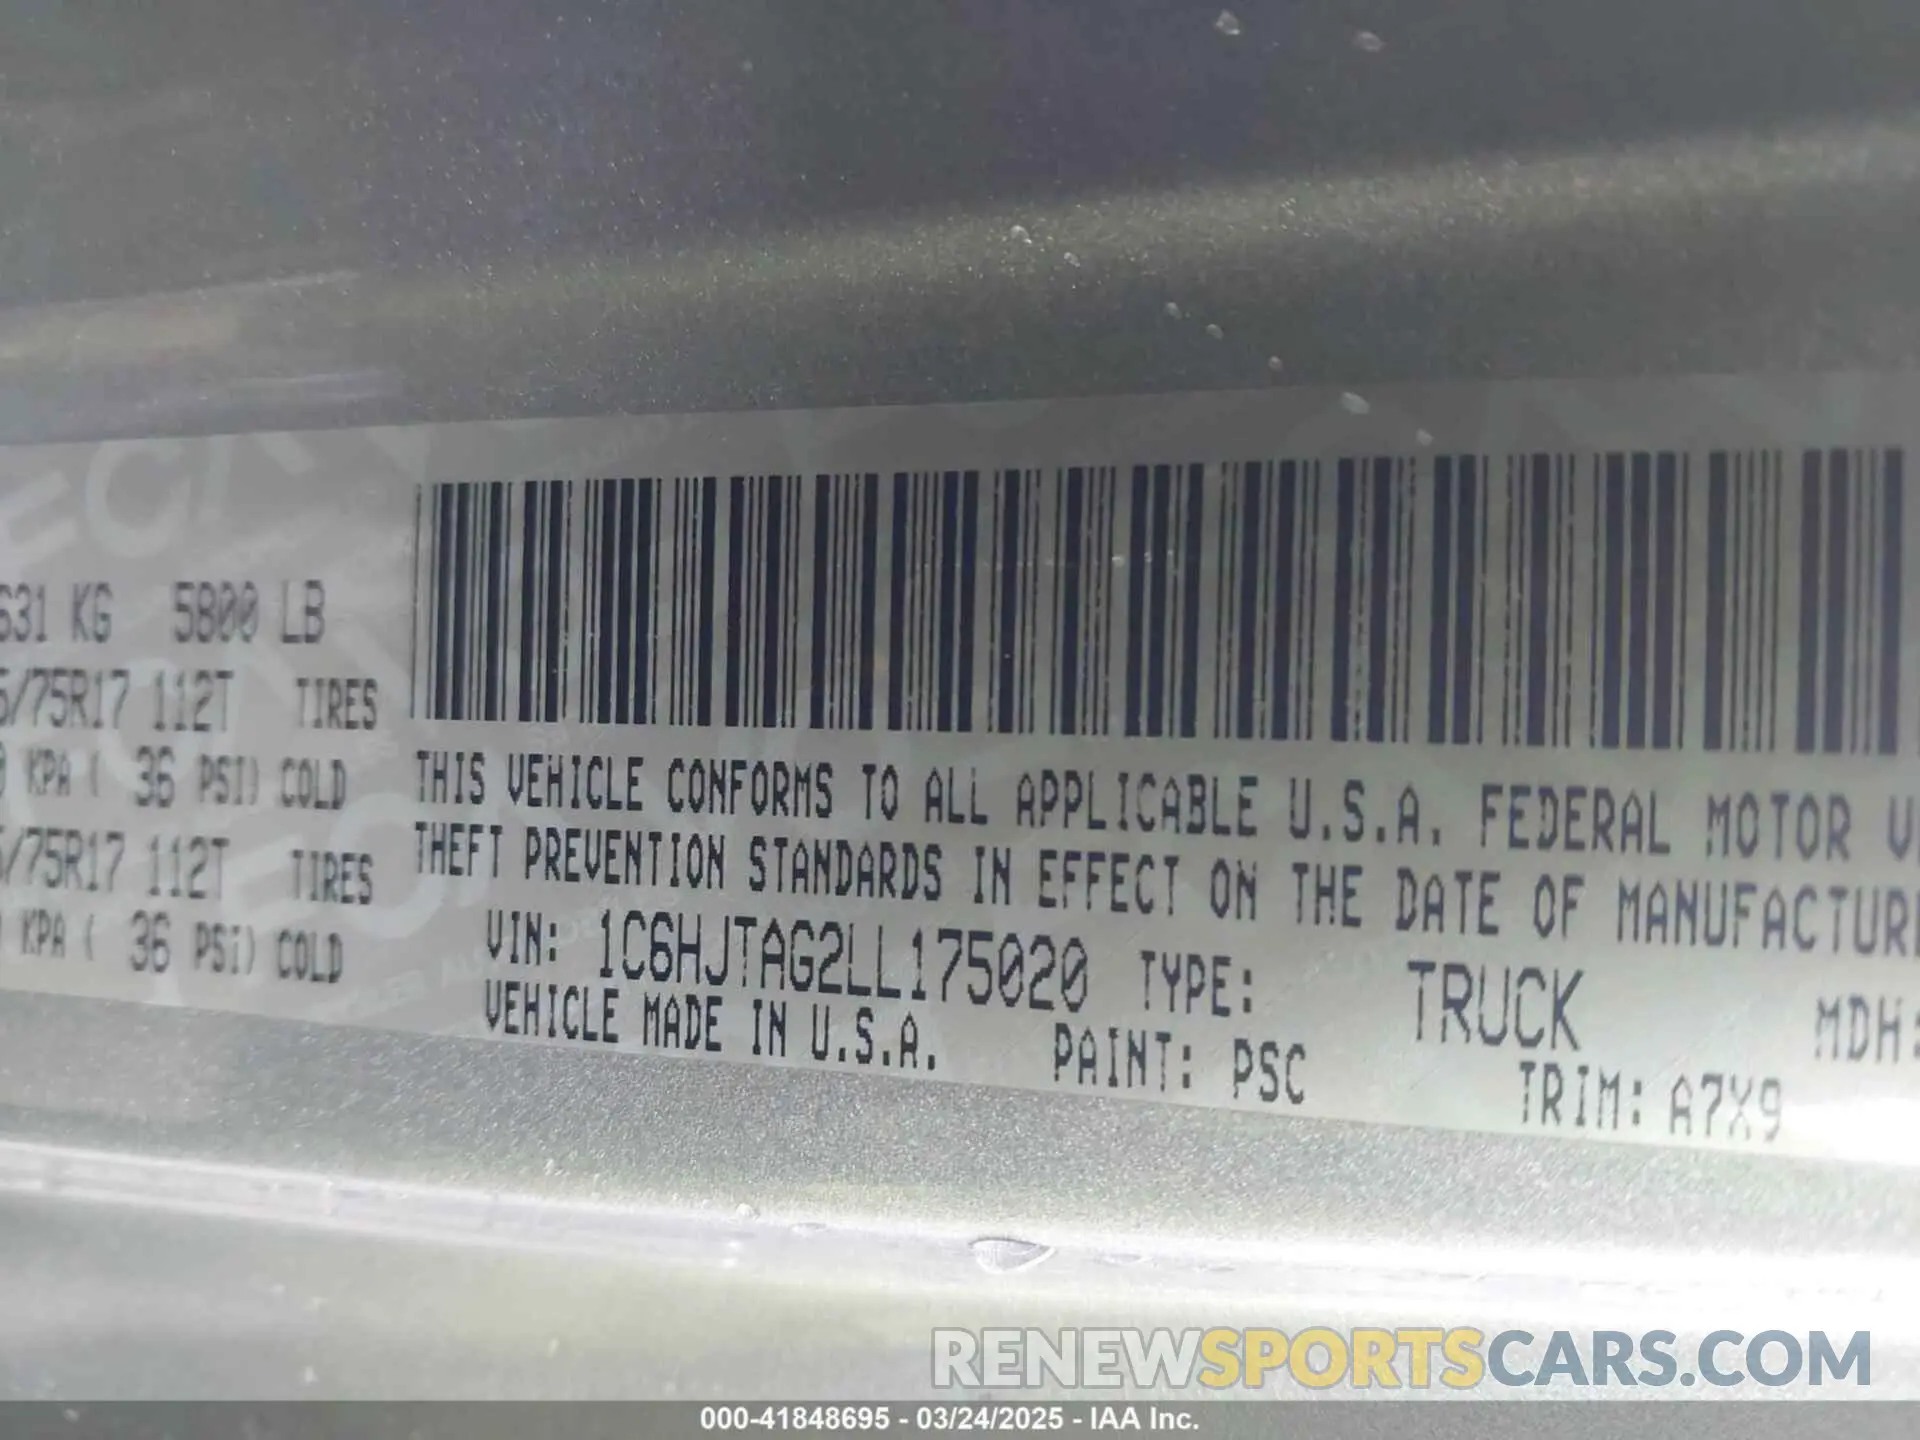 631 KG 5800 LB
/75R17 112T TIRES
KPA ( 36 PSI) COLD
/75R17 112T TIRES
KPA ( 36 PSI) COLD
THIS VEHICLE CONFORMS TO ALL APPLICABLE U.S.A. FEDERAL MOTOR V
THEFT PREVENTION STANDARDS IN EFFECT ON THE DATE OF MANUFACTUR
VIN: 1C6HJTAG2LL175020 TYPE: TRUCK MDH:
VEHICLE MADE IN U.S.A. PAINT: PSC TRIM: A7X9
RENEWSPORTSCARS.COM
000-41848695 - 03/24/2025 - IAA Inc.